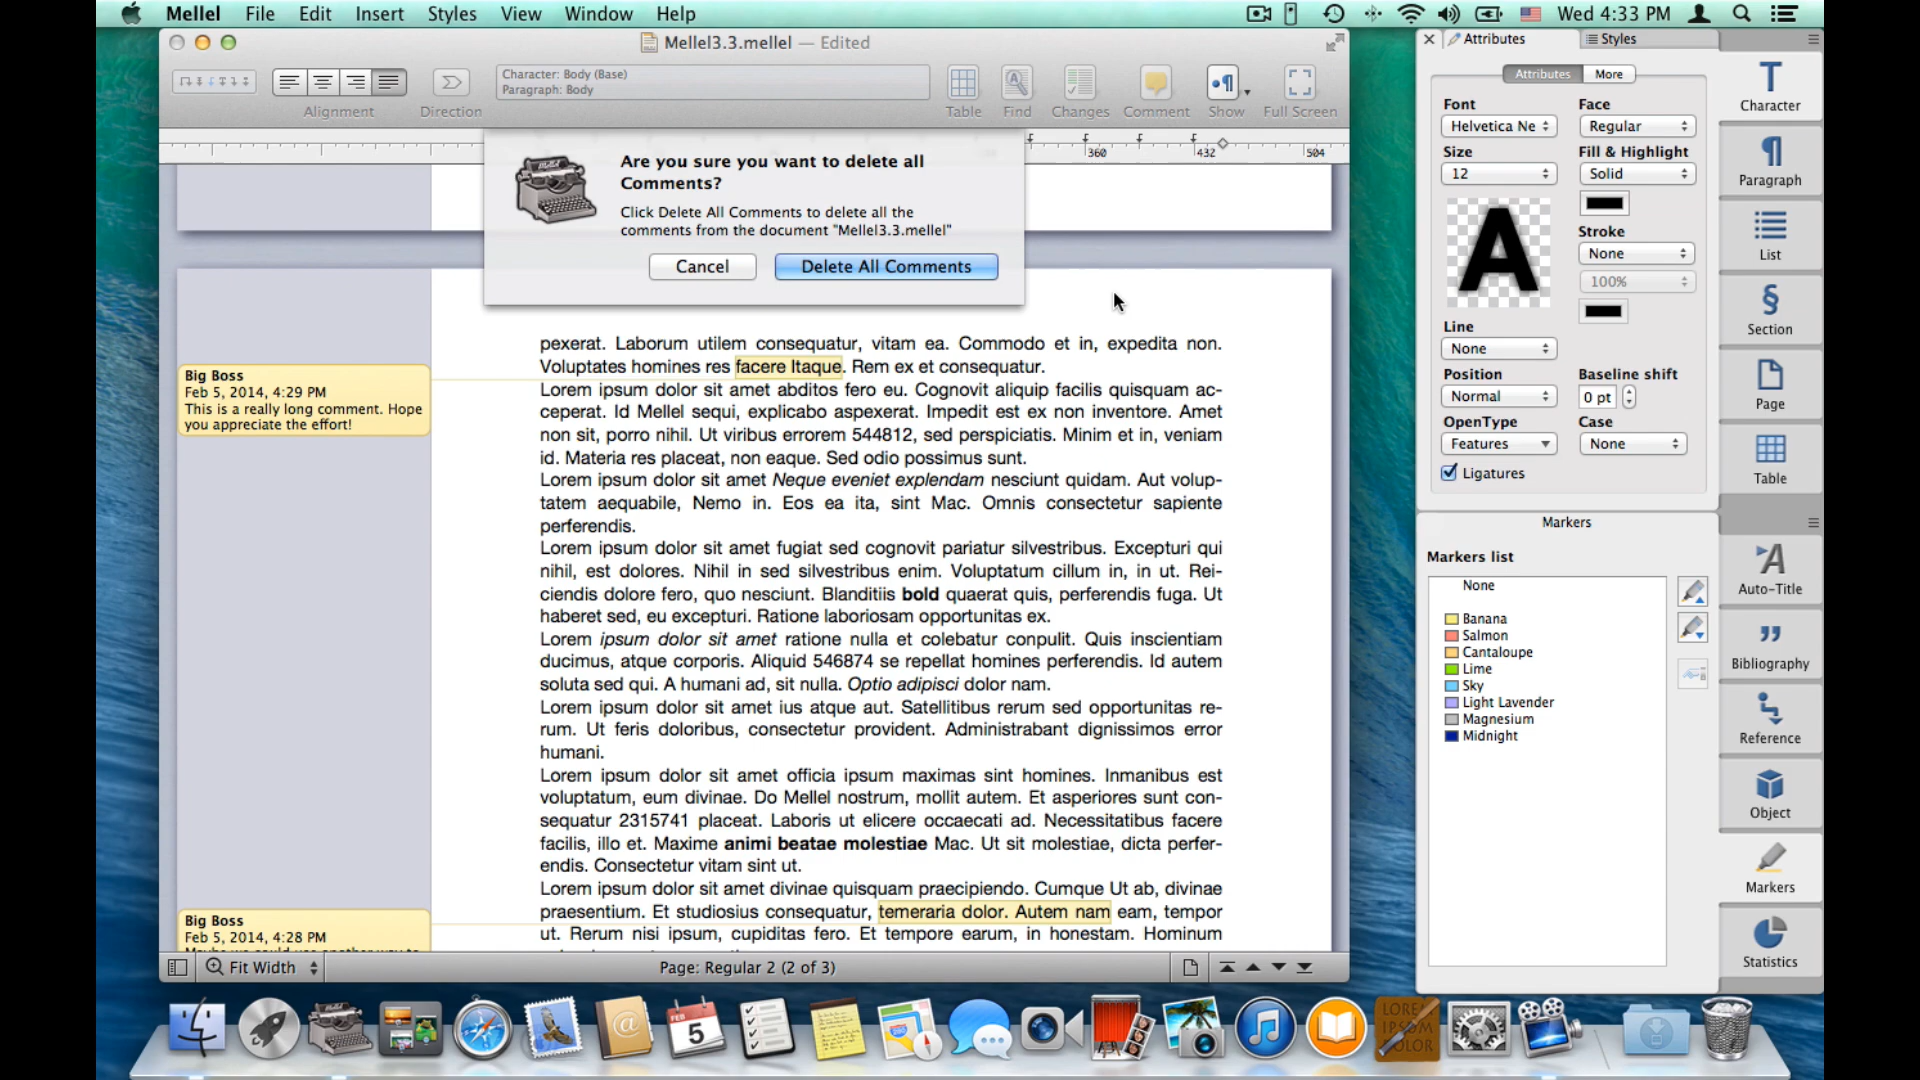 Mellel File Edit Insert Styles View Window Help
Wed 4:33 PM
Mellel3.3.mellel — Edited
Character: Body (Base)
Paragraph: Body
Alignment Direction Table Find Changes Comment Show Full Screen
360 432 504
Are you sure you want to delete all
Comments?
Click Delete All Comments to delete all the
comments from the document "Mellel3.3.mellel"
Cancel Delete All Comments
Big Boss
Feb 5, 2014, 4:29 PM
This is a really long comment. Hope
you appreciate the effort!
Big Boss
Feb 5, 2014, 4:28 PM
pexerat. Laborum utilem consequatur, vitam ea. Commodo et in, expedita non.
Voluptates homines res facere Itaque. Rem ex et consequatur.
Lorem ipsum dolor sit amet abditos fero eu. Cognovit aliquip facilis quisquam ac-
ceperat. Id Mellel sequi, explicabo aspexerat. Impedit est ex non inventore. Amet
non sit, porro nihil. Ut viribus errorem 544812, sed perspiciatis. Minim et in, veniam
id. Materia res placeat, non eaque. Sed odio possimus sunt.
Lorem ipsum dolor sit amet Neque eveniet explendam nesciunt quidam. Aut volup-
tatem aequabile, Nemo in. Eos ea ita, sint Mac. Omnis consectetur sapiente
perferendis.
Lorem ipsum dolor sit amet fugiat sed cognovit pariatur silvestribus. Excepturi qui
nihil, est dolores. Nihil in sed silvestribus enim. Voluptatum cillum in, in ut. Rei-
ciendis dolore fero, quo nesciunt. Blanditiis bold quaerat quis, perferendis fuga. Ut
haberet sed, eu excepturi. Ratione laboriosam opportunitas ex.
Lorem ipsum dolor sit amet ratione nulla et colebatur conpulit. Quis inscientiam
ducimus, atque corporis. Aliquid 546874 se repellat homines perferendis. Id autem
soluta sed qui. A humani ad, sit nulla. Optio adipisci dolor nam.
Lorem ipsum dolor sit amet ius atque aut. Satellitibus rerum sed opportunitas re-
rum. Ut feris doloribus, consectetur provident. Administrabant dignissimos error
humani.
Lorem ipsum dolor sit amet officia ipsum maximas sint homines. Inmanibus est
voluptatum, eum divinae. Do Mellel nostrum, mollit autem. Et asperiores sunt con-
sequatur 2315741 placeat. Laboris ut elicere occaecati ad. Necessitatibus facere
facilis, illo et. Maxime animi beatae molestiae Mac. Ut sit molestiae, dicta perfer-
endis. Consectetur vitam sint ut.
Lorem ipsum dolor sit amet divinae quisquam praecipiendo. Cumque Ut ab, divinae
praesentium. Et studiosius consequatur, temeraria dolor. Autem nam eam, tempor
ut. Rerum nisi ipsum, cupiditas fero. Et tempore earum, in honestam. Hominum
Fit Width
Page: Regular 2 (2 of 3)
Attributes Styles
Attributes More
Font Face
Helvetica Ne Regular
Size Fill & Highlight
12 Solid
A
Stroke
None
100%
Line
None
Position Baseline shift
Normal 0 pt
OpenType Case
Features None
Ligatures
Markers
Markers list
None
Banana
Salmon
Cantaloupe
Lime
Sky
Light Lavender
Magnesium
Midnight
Character
Paragraph
List
Section
Page
Table
Auto-Title
Bibliography
Reference
Object
Markers
Statistics
FEB
5
LOREM
IPSUM
DOLOR